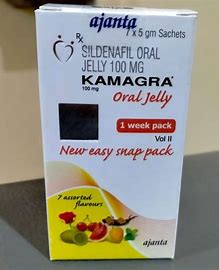 ajanta
7 x 5 gm Sachets
Rx
SILDENAFIL ORAL
JELLY 100 MG
KAMAGRA®
100 mg
Oral Jelly
1 week pack
Vol II
New easy snap pack
7 assorted
flavours
ajanta